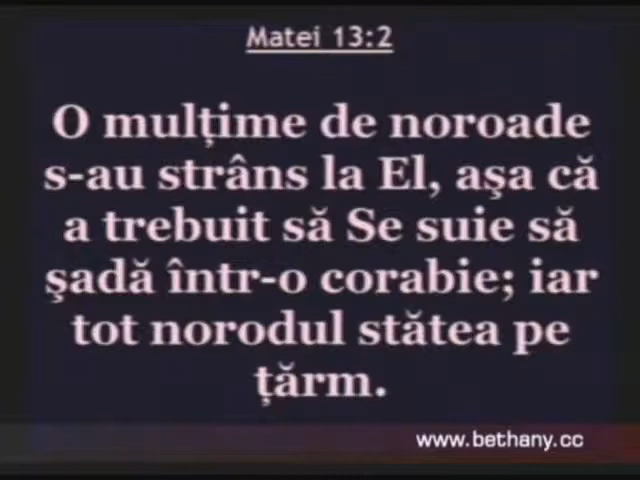 Matei 13:2
O mulțime de noroade
s-au strâns la El, aşa că
a trebuit să Se suie să
şadă într-o corabie; iar
tot norodul stătea pe
țărm.
www.bethany.cc